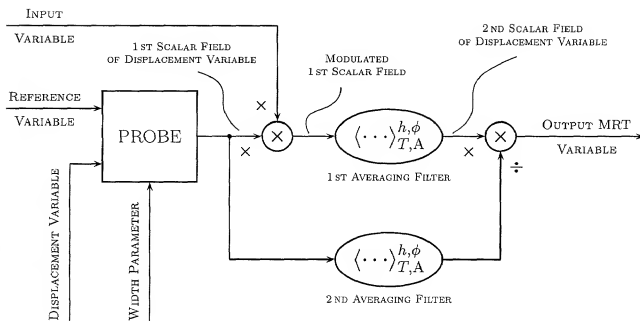 INPUT
VARIABLE
1ST SCALAR FIELD
OF DISPLACEMENT VARIABLE
MODULATED
1ST SCALAR FIELD
2ND SCALAR FIELD
OF DISPLACEMENT VARIABLE
REFERENCE
VARIABLE
PROBE
×
×
×
⟨···⟩ h,ϕ T,A
×
×
÷
OUTPUT MRT
VARIABLE
1ST AVERAGING FILTER
DISPLACEMENT VARIABLE
WIDTH PARAMETER
⟨···⟩ h,ϕ T,A
2ND AVERAGING FILTER